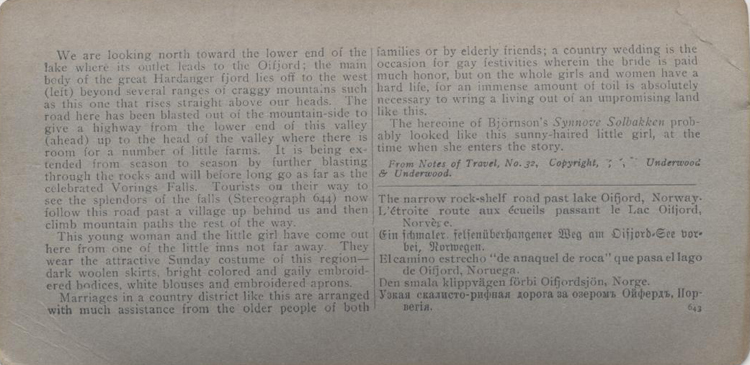 We are looking north toward the lower end of the
lake where its outlet leads to the Oifjord; the main
body of the great Hardanger fjord lies off to the west
(left) beyond several ranges of craggy mountains such
as this one that rises straight above our heads. The
road here has been blasted out of the mountain-side to
give a highway from the lower end of this valley
(ahead) up to the head of the valley where there is
room for a number of little farms. It is being ex-
tended from season to season by further blasting
through the rocks and will before long go as far as the
celebrated Vorings Falls. Tourists on their way to
see the splendors of the falls (Stereograph 644) now
follow this road past a village up behind us and then
climb mountain paths the rest of the way.
This young woman and the little girl have come out
here from one of the little inns not far away. They
wear the attractive Sunday costume of this region—
dark woolen skirts, bright colored and gaily embroid-
ered bodices, white blouses and embroidered aprons.
Marriages in a country district like this are arranged
with much assistance from the older people of both
families or by elderly friends; a country wedding is the
occasion for gay festivities wherein the bride is paid
much honor, but on the whole girls and women have a
hard life, for an immense amount of toil is absolutely
necessary to wring a living out of an unpromising land
like this.
The hereoine of Björnson's Synnove Solbakken prob-
ably looked like this sunny-haired little girl, at the
time when she enters the story.
From Notes of Travel, No. 32, Copyright, Underwood
& Underwood.
The narrow rock-shelf road past lake Oifjord, Norway.
L'étroite route aux écueils passant le Lac Oifjord,
Norvège.
Ein schmaler, felsenüberhangener Weg am Oifjord-See vor-
bei, Norwegen.
El camino estrecho "de anaquel de roca" que pasa el lago
de Oifjord, Noruega.
Den smala klippvägen förbi Oifjordsjön, Norge.
Узкая скалисто-рифная дорога за озеромъ Ойфердъ, Нор-
вегія.
643